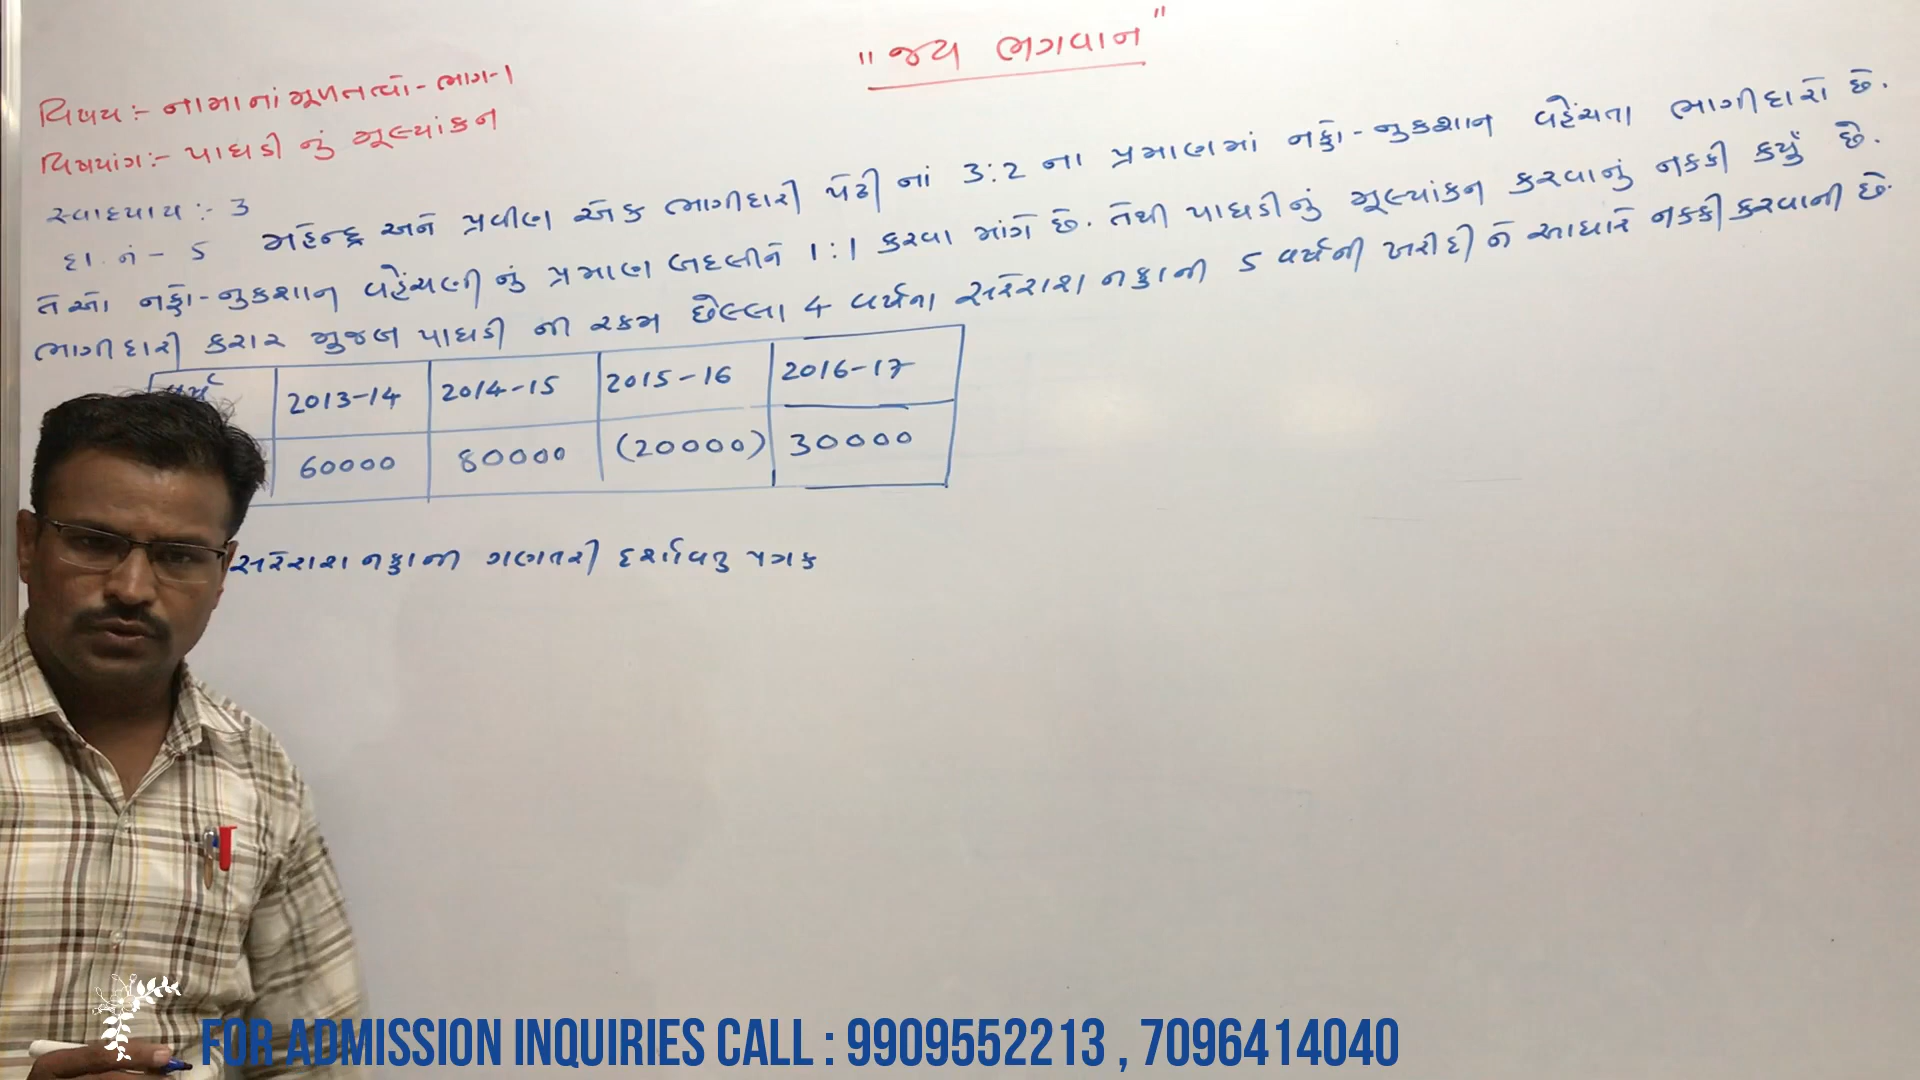 "જય ભગવાન"
વિષય:- નામાનાં મૂળતત્વો - ભાગ-1
વિષયાંગ:- પાઘડી નું મૂલ્યાંકન
સ્વાધ્યાય:- 3
દા. નં - 5 મહેન્દ્ર અને પ્રવીણ એક ભાગીદારી પેઢી નાં 3:2 ના પ્રમાણમાં નફો-નુકશાન વહેંચતા ભાગીદારો છે.
તેઓ નફો-નુકશાન વહેંચણી નું પ્રમાણ બદલીને 1:1 કરવા માંગે છે. તેથી પાઘડીનું મૂલ્યાંકન કરવાનું નક્કી કર્યું છે.
ભાગીદારી કરાર મુજબ પાઘડી ની રકમ છેલ્લા 4 વર્ષના સરેરાશ નફાની 5 વર્ષની ખરીદી ને આધારે નક્કી કરવાની છે.
2013-14 2014-15 2015-16 2016-17
60000 80000 (20000) 30000
સરેરાશ નફાની ગણતરી દર્શાવતુ પત્રક
FOR ADMISSION INQUIRIES CALL : 9909552213 , 7096414040